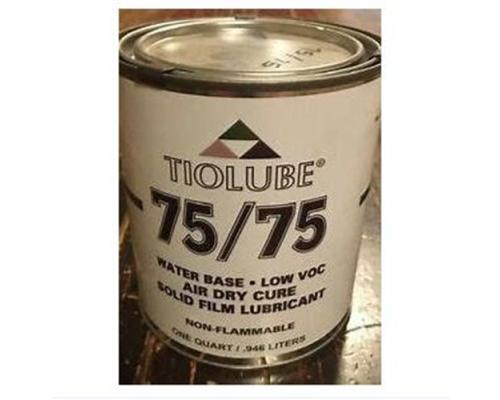 TIOLUBE®
75/75
WATER BASE • LOW VOC
AIR DRY CURE
SOLID FILM LUBRICANT
NON-FLAMMABLE
ONE QUART / .946 LITERS